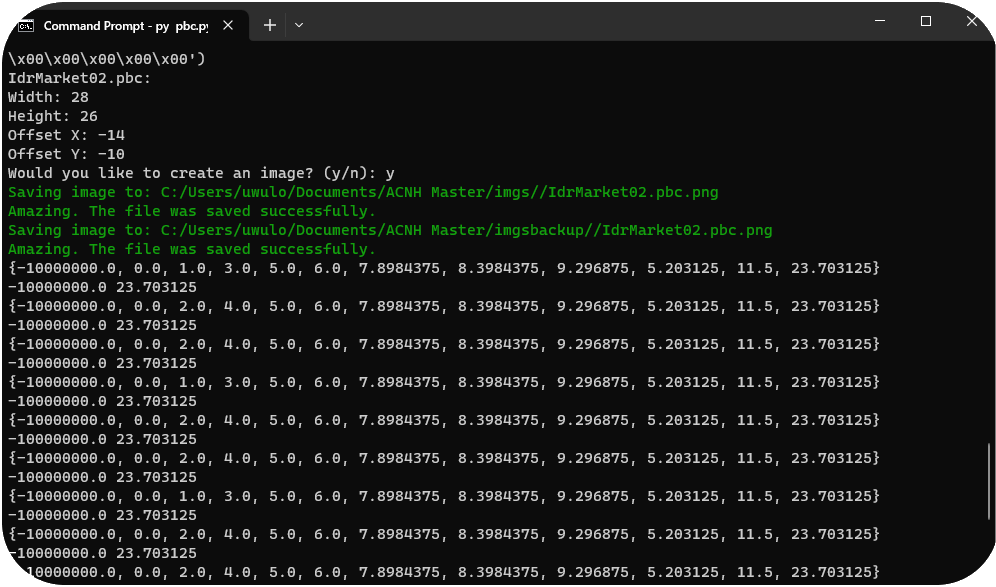 Command Prompt - py pbc.py
\x00\x00\x00\x00\x00')
IdrMarket02.pbc:
Width: 28
Height: 26
Offset X: -14
Offset Y: -10
Would you like to create an image? (y/n): y
Saving image to: C:/Users/uwulo/Documents/ACNH Master/imgs//IdrMarket02.pbc.png
Amazing. The file was saved successfully.
Saving image to: C:/Users/uwulo/Documents/ACNH Master/imgsbackup//IdrMarket02.pbc.png
Amazing. The file was saved successfully.
{-10000000.0, 0.0, 1.0, 3.0, 5.0, 6.0, 7.8984375, 8.3984375, 9.296875, 5.203125, 11.5, 23.703125}
-10000000.0 23.703125
{-10000000.0, 0.0, 2.0, 4.0, 5.0, 6.0, 7.8984375, 8.3984375, 9.296875, 5.203125, 11.5, 23.703125}
-10000000.0 23.703125
{-10000000.0, 0.0, 2.0, 4.0, 5.0, 6.0, 7.8984375, 8.3984375, 9.296875, 5.203125, 11.5, 23.703125}
-10000000.0 23.703125
{-10000000.0, 0.0, 1.0, 3.0, 5.0, 6.0, 7.8984375, 8.3984375, 9.296875, 5.203125, 11.5, 23.703125}
-10000000.0 23.703125
{-10000000.0, 0.0, 2.0, 4.0, 5.0, 6.0, 7.8984375, 8.3984375, 9.296875, 5.203125, 11.5, 23.703125}
-10000000.0 23.703125
{-10000000.0, 0.0, 2.0, 4.0, 5.0, 6.0, 7.8984375, 8.3984375, 9.296875, 5.203125, 11.5, 23.703125}
-10000000.0 23.703125
{-10000000.0, 0.0, 1.0, 3.0, 5.0, 6.0, 7.8984375, 8.3984375, 9.296875, 5.203125, 11.5, 23.703125}
-10000000.0 23.703125
{-10000000.0, 0.0, 2.0, 4.0, 5.0, 6.0, 7.8984375, 8.3984375, 9.296875, 5.203125, 11.5, 23.703125}
-10000000.0 23.703125
-10000000.0, 0.0, 2.0, 4.0, 5.0, 6.0, 7.8984375, 8.3984375, 9.296875, 5.203125, 11.5, 23.703125}